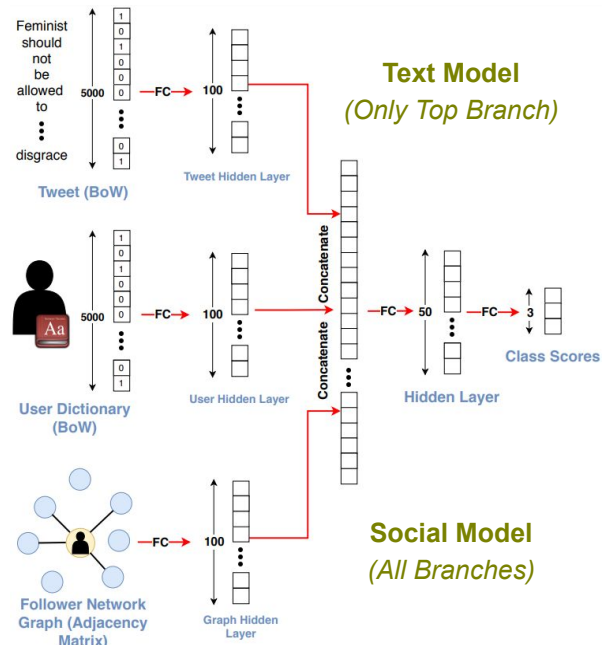 Feminist
should
not
be
allowed
to
disgrace
5000
1
0
1
0
0
0
0
1
FC
100
Tweet (BoW)
Tweet Hidden Layer
Text Model
(Only Top Branch)
Aa
5000
1
0
1
0
0
0
0
1
FC
100
User Dictionary
(BoW)
User Hidden Layer
Concatenate
Concatenate
FC
50
FC
3
Hidden Layer
Class Scores
FC
100
Follower Network
Graph (Adjacency
Matrix)
Graph Hidden
Layer
Social Model
(All Branches)